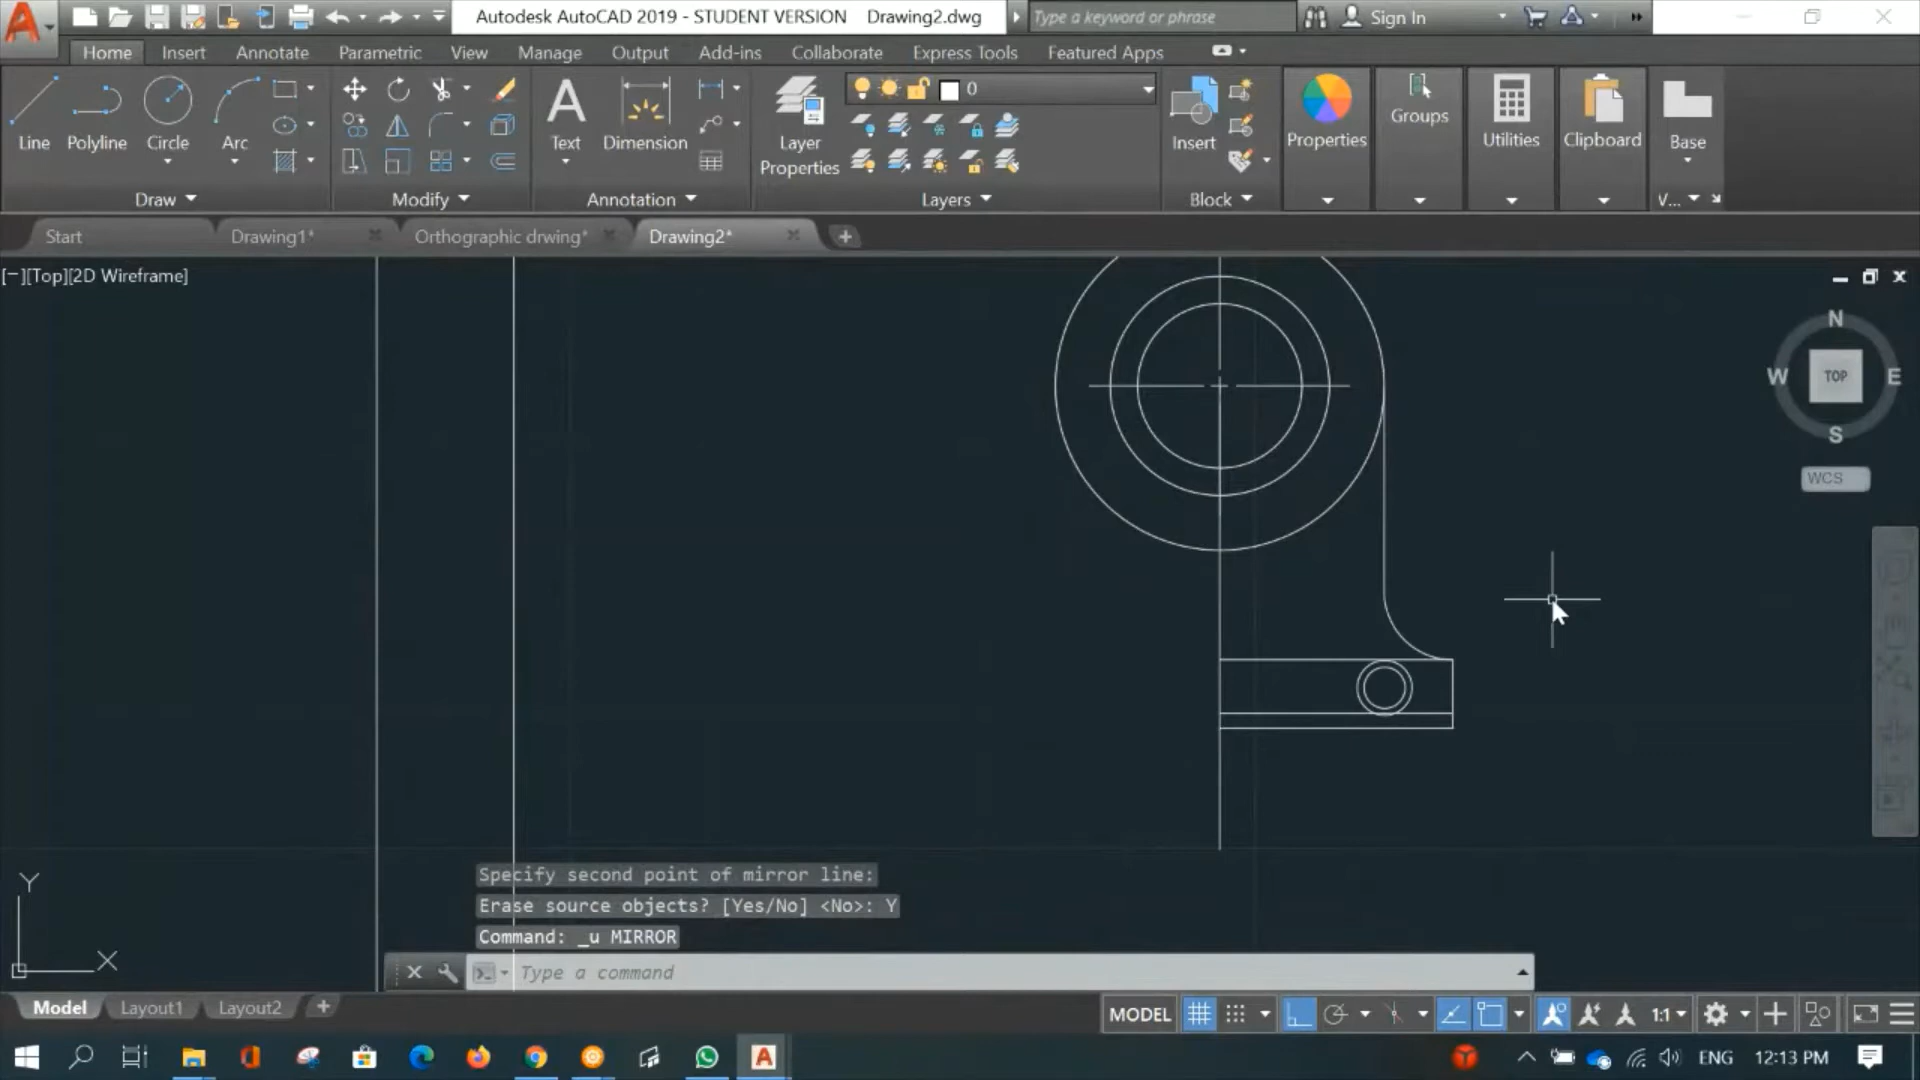 Autodesk AutoCAD 2019 - STUDENT VERSION Drawing2.dwg
Type a keyword or phrase
Sign In
Home Insert Annotate Parametric View Manage Output Add-ins Collaborate Express Tools Featured Apps
0
Line Polyline Circle Arc
Text Dimension
Layer Properties
Insert
Properties Groups Utilities Clipboard Base
Draw Modify Annotation Layers Block V...
Start Drawing1* Orthographic drwing* Drawing2*
[−][Top][2D Wireframe]
N
W TOP E
S
WCS
Y
X
Specify second point of mirror line:
Erase source objects? [Yes/No] <No>: Y
Command: _u MIRROR
Type a command
Model Layout1 Layout2
MODEL 1:1
ENG 12:13 PM